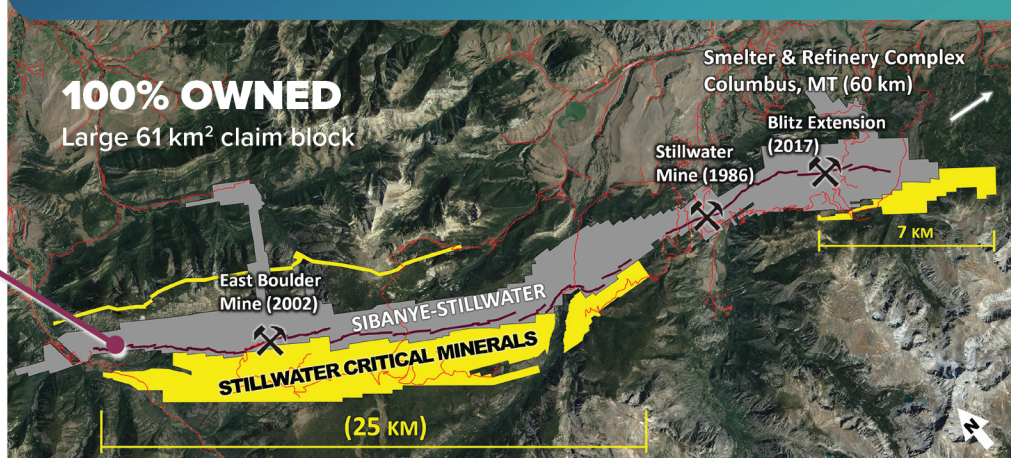 100% OWNED
Large 61 km² claim block
Smelter & Refinery Complex
Columbus, MT (60 km)
Blitz Extension
(2017)
Stillwater
Mine (1986)
7 KM
East Boulder
Mine (2002)
SIBANYE-STILLWATER
STILLWATER CRITICAL MINERALS
(25 KM)
N